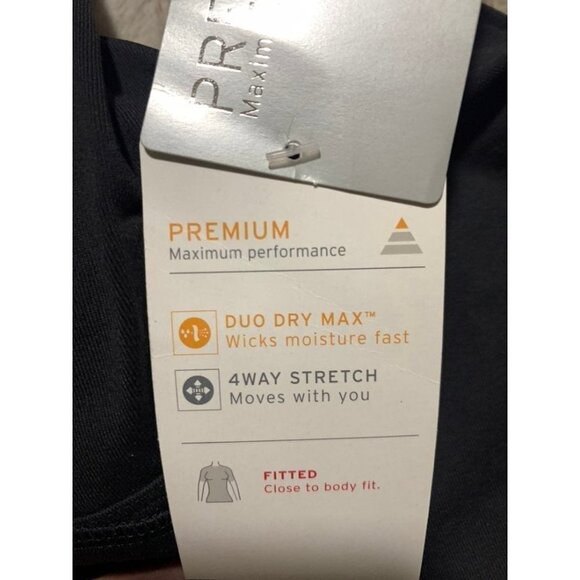 PRE
Maxim
PREMIUM
Maximum performance
DUO DRY MAX™
Wicks moisture fast
4WAY STRETCH
Moves with you
FITTED
Close to body fit.